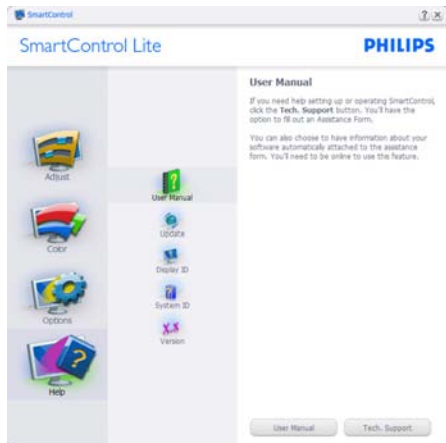 SmartControl
? X
SmartControl Lite
PHILIPS
Adjust
Color
Options
? 
Help
?
User Manual
Update
Display ID
System ID
X.X
Version
User Manual
If you need help setting up or operating SmartControl,
click the Tech. Support button. You'll have the
option to fill out an Assistance Form.
You can also choose to have information about your
software automatically attached to the assistance
form. You'll need to be online to use this feature.
User Manual
Tech. Support